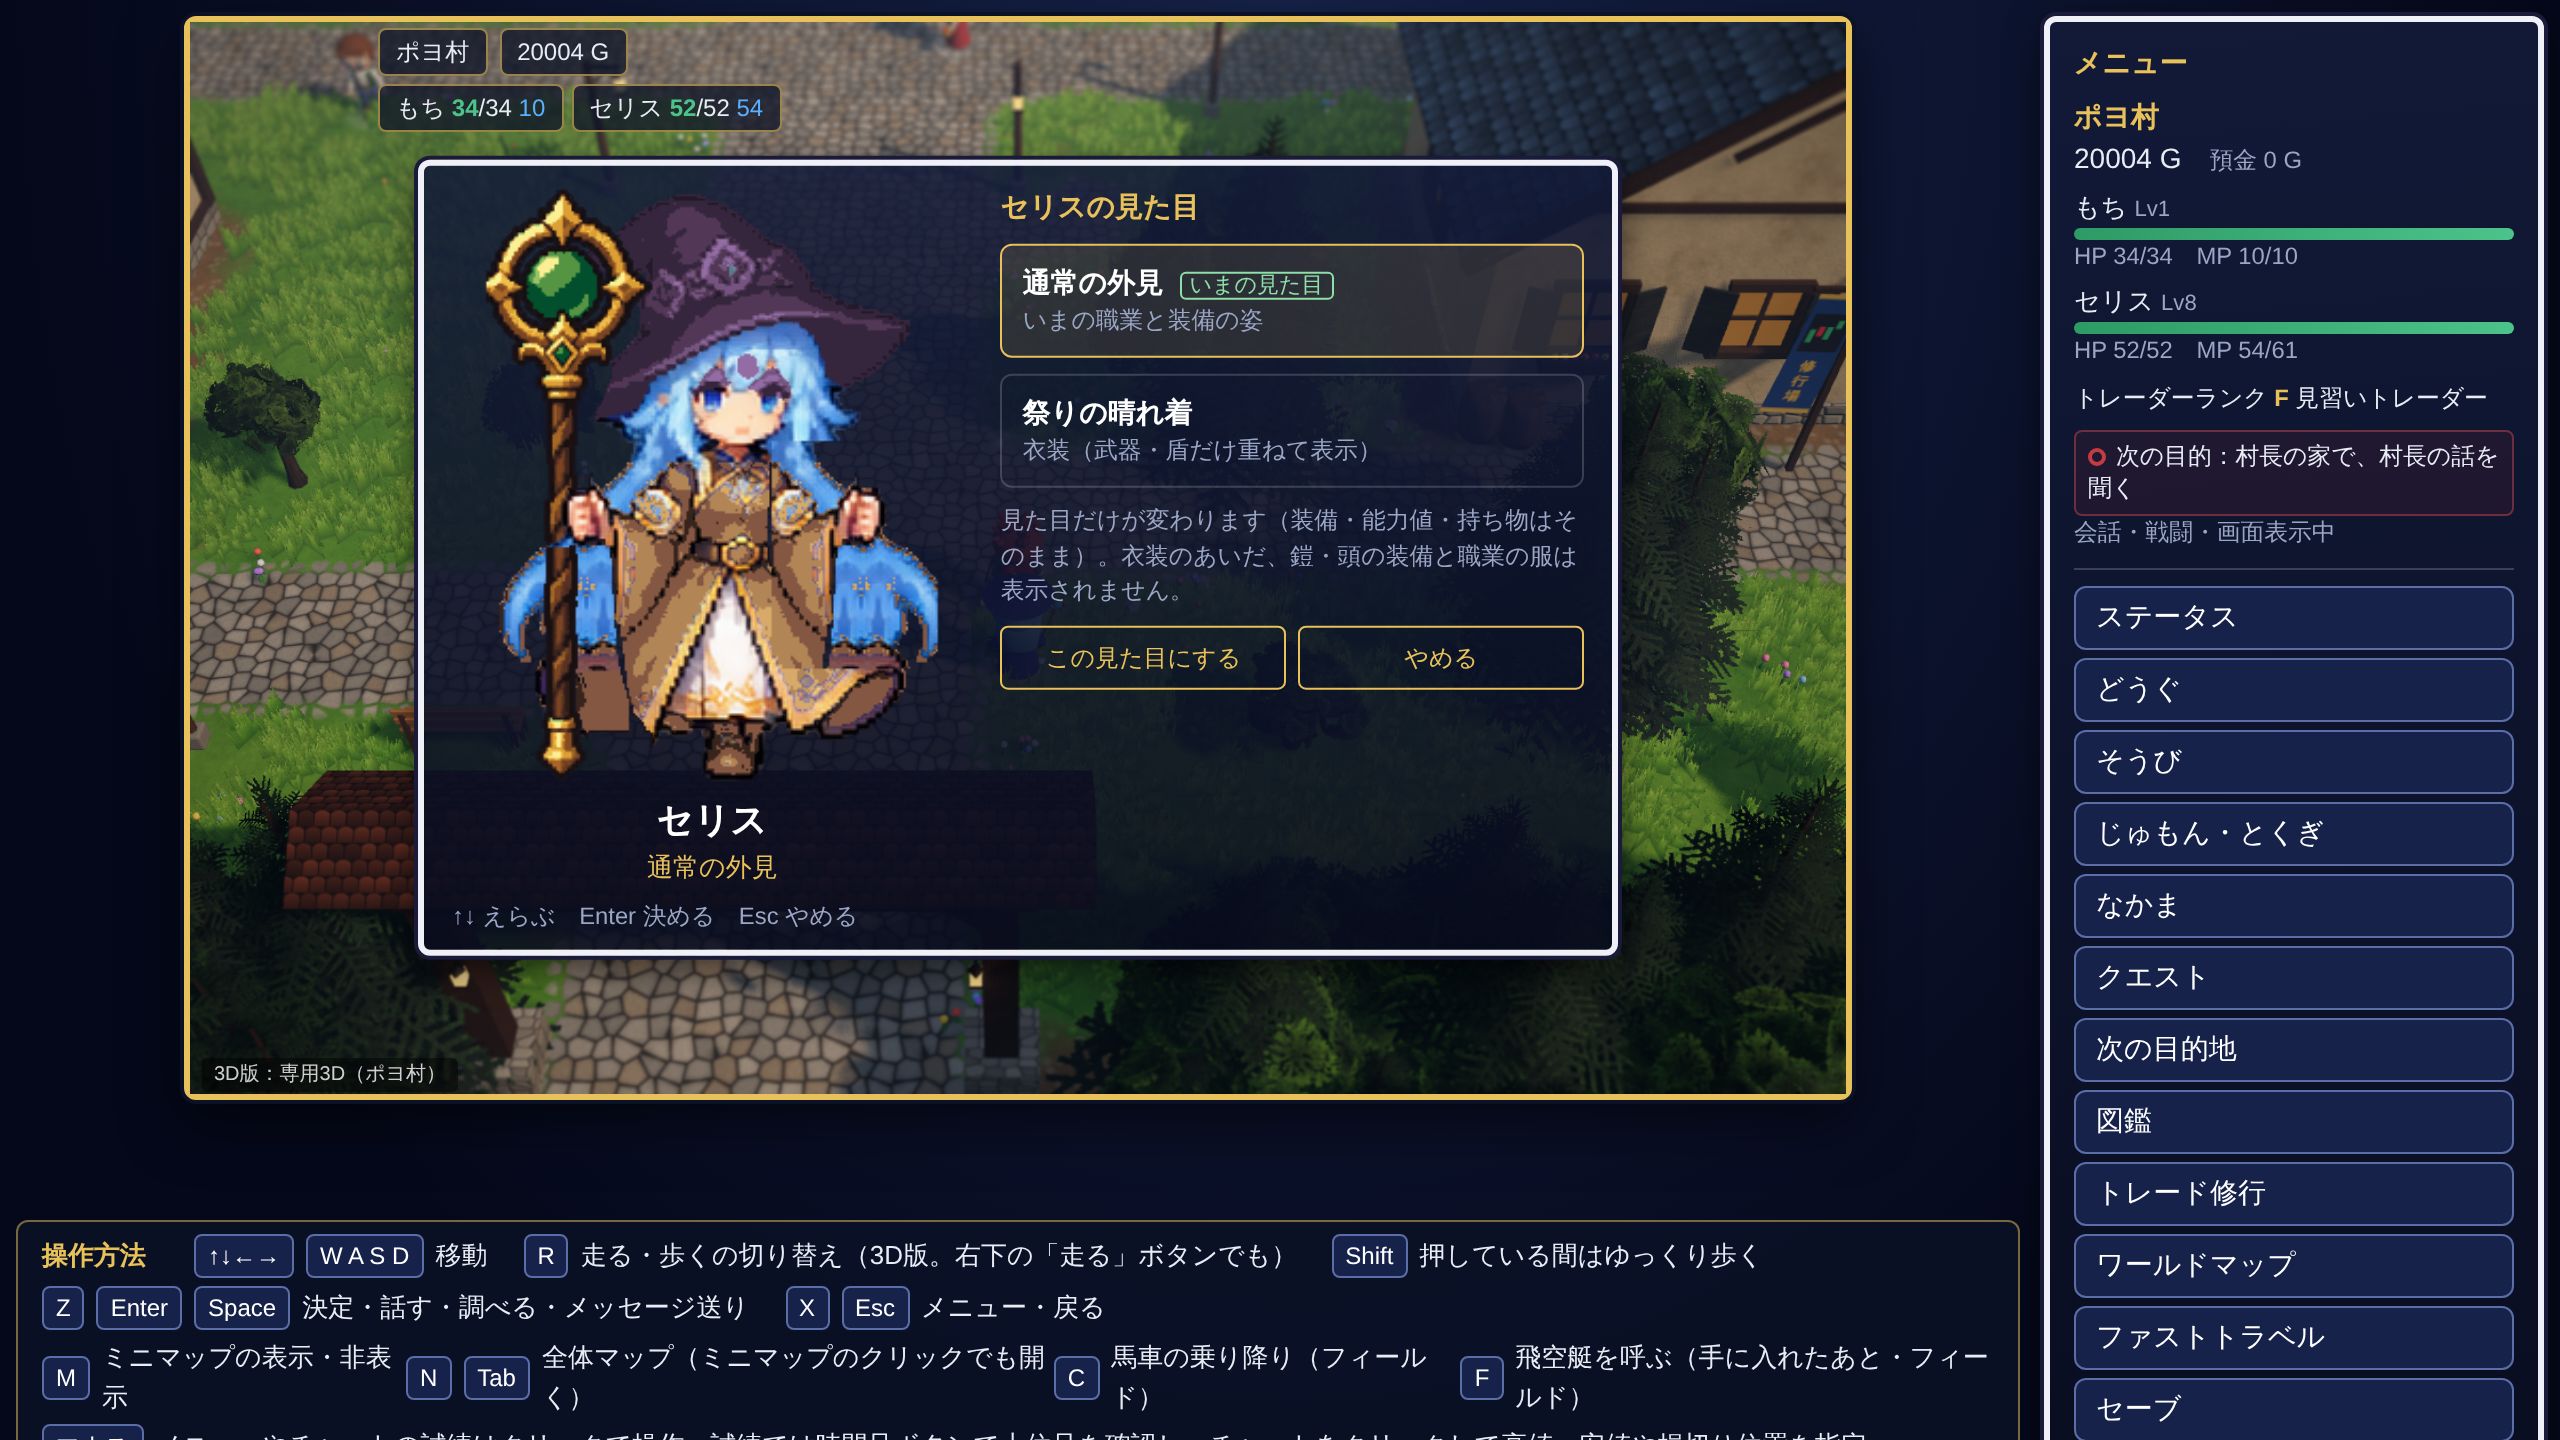 ポヨ村 20004 G
もち 34/34 10 セリス 52/52 54
セリスの見た目
通常の外見 いまの見た目
いまの職業と装備の姿
祭りの晴れ着
衣装（武器・盾だけ重ねて表示）
見た目だけが変わります（装備・能力値・持ち物はそ
のまま）。衣装のあいだ、鎧・頭の装備と職業の服は
表示されません。
この見た目にする やめる
セリス
通常の外見
↑↓ えらぶ Enter 決める Esc やめる
修行場
3D版：専用3D（ポヨ村）
メニュー
ポヨ村
20004 G 預金 0 G
もち Lv1
HP 34/34 MP 10/10
セリス Lv8
HP 52/52 MP 54/61
トレーダーランク F 見習いトレーダー
次の目的：村長の家で、村長の話を
聞く
会話・戦闘・画面表示中
ステータス
どうぐ
そうび
じゅもん・とくぎ
なかま
クエスト
次の目的地
図鑑
トレード修行
ワールドマップ
ファストトラベル
セーブ
操作方法 ↑↓←→ W A S D 移動 R 走る・歩くの切り替え（3D版。右下の「走る」ボタンでも） Shift 押している間はゆっくり歩く
Z Enter Space 決定・話す・調べる・メッセージ送り X Esc メニュー・戻る
M ミニマップの表示・非表示 N Tab 全体マップ（ミニマップのクリックでも開く） C 馬車の乗り降り（フィールド） F 飛空艇を呼ぶ（手に入れたあと・フィールド）